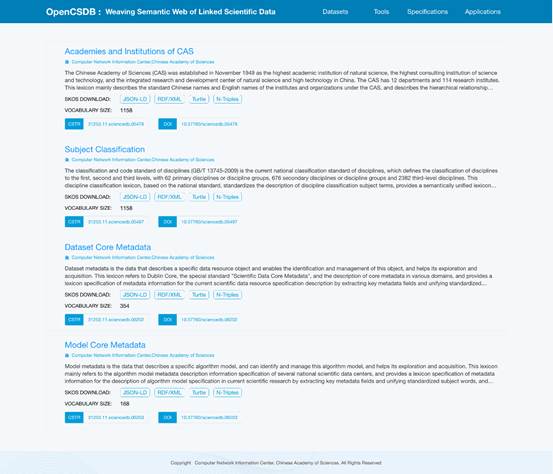 OpenCSDB : Weaving Semantic Web of Linked Scientific Data Datasets Tools Specifications Applications
Academies and Institutions of CAS
Computer Network Information Center,Chinese Academy of Sciences
The Chinese Academy of Sciences (CAS) was established in November 1949 as the highest academic institution of natural science, the highest consulting institution of science
and technology, and the integrated research and development center of natural science and high technology in China. The CAS has 12 departments and 114 research institutes.
This lexicon mainly describes the standard Chinese names and English names of the institutes and organizations under the CAS, and describes the hierarchical relationship...
SKOS DOWNLOAD: JSON-LD RDF/XML Turtle N-Triples
VOCABULARY SIZE: 1158
CSTR 31253.11.sciencedb.05478 DOI 10.57760/sciencedb.05478
Subject Classification
Computer Network Information Center,Chinese Academy of Sciences
The classification and code standard of disciplines (GB/T 13745-2009) is the current national classification standard of disciplines, which defines the classification of disciplines
to the first, second and third levels, with 62 primary disciplines or discipline groups, 676 secondary disciplines or discipline groups and 2382 third-level disciplines. This
discipline classification lexicon, based on the national standard, standardizes the description of discipline classification subject terms, provides a semantically unified lexicon...
SKOS DOWNLOAD: JSON-LD RDF/XML Turtle N-Triples
VOCABULARY SIZE: 1158
CSTR 31253.11.sciencedb.05497 DOI 10.57760/sciencedb.05497
Dataset Core Metadata
Computer Network Information Center,Chinese Academy of Sciences
Dataset metadata is the data that describes a specific data resource object and enables the identification and management of this object, and helps its exploration and
acquisition. This lexicon refers to Dublin Core, the special standard "Scientific Data Core Metadata", and the description of core metadata in various domains, and provides a
lexicon specification of metadata information for the current scientific data resource specification description by extracting key metadata fields and unifying standardized...
SKOS DOWNLOAD: JSON-LD RDF/XML Turtle N-Triples
VOCABULARY SIZE: 354
CSTR DOI
Model Core Metadata
Computer Network Information Center,Chinese Academy of Sciences
Model metadata is the data that describes a specific algorithm model, and can identify and manage this algorithm model, and helps its exploration and acquisition. This lexicon
mainly refers to the algorithm model metadata description information specification of several national scientific data centers, and provides a lexicon specification of metadata
information for the description of algorithm model specification in current scientific research by extracting key metadata fields and unifying standardized subject words, and...
SKOS DOWNLOAD: JSON-LD RDF/XML Turtle N-Triples
VOCABULARY SIZE: 168
CSTR DOI
Copyright Computer Network Information Center, Chinese Academy of Sciences. All Rights Reserved